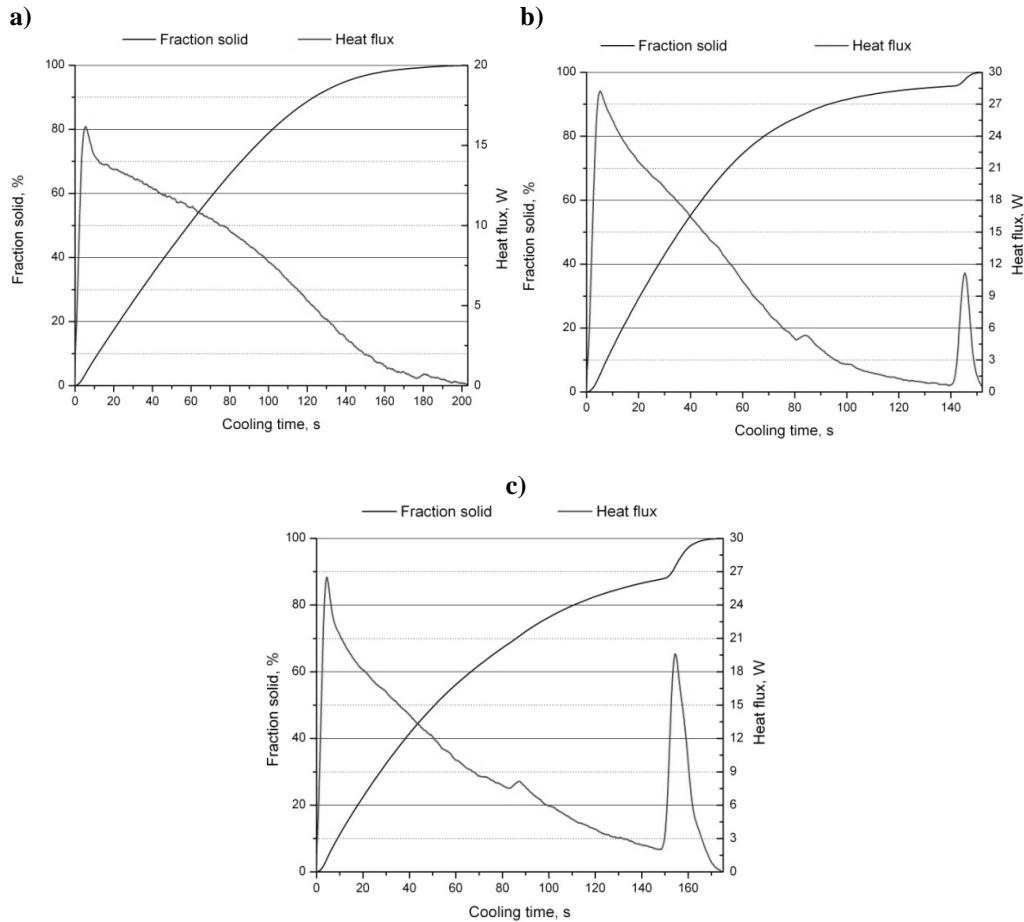 a)
Fraction solid
Heat flux
100
80
60
40
20
0
Fraction solid, %
20
15
10
5
0
Heat flux, W
0 20 40 60 80 100 120 140 160 180 200
Cooling time, s
b)
Fraction solid
Heat flux
100
80
60
40
20
0
Fraction solid, %
30
27
24
21
18
15
12
9
6
3
0
Heat flux, W
0 20 40 60 80 100 120 140
Cooling time, s
c)
Fraction solid
Heat flux
100
80
60
40
20
0
Fraction solid, %
30
27
24
21
18
15
12
9
6
3
0
Heat flux, W
0 20 40 60 80 100 120 140 160
Cooling time, s